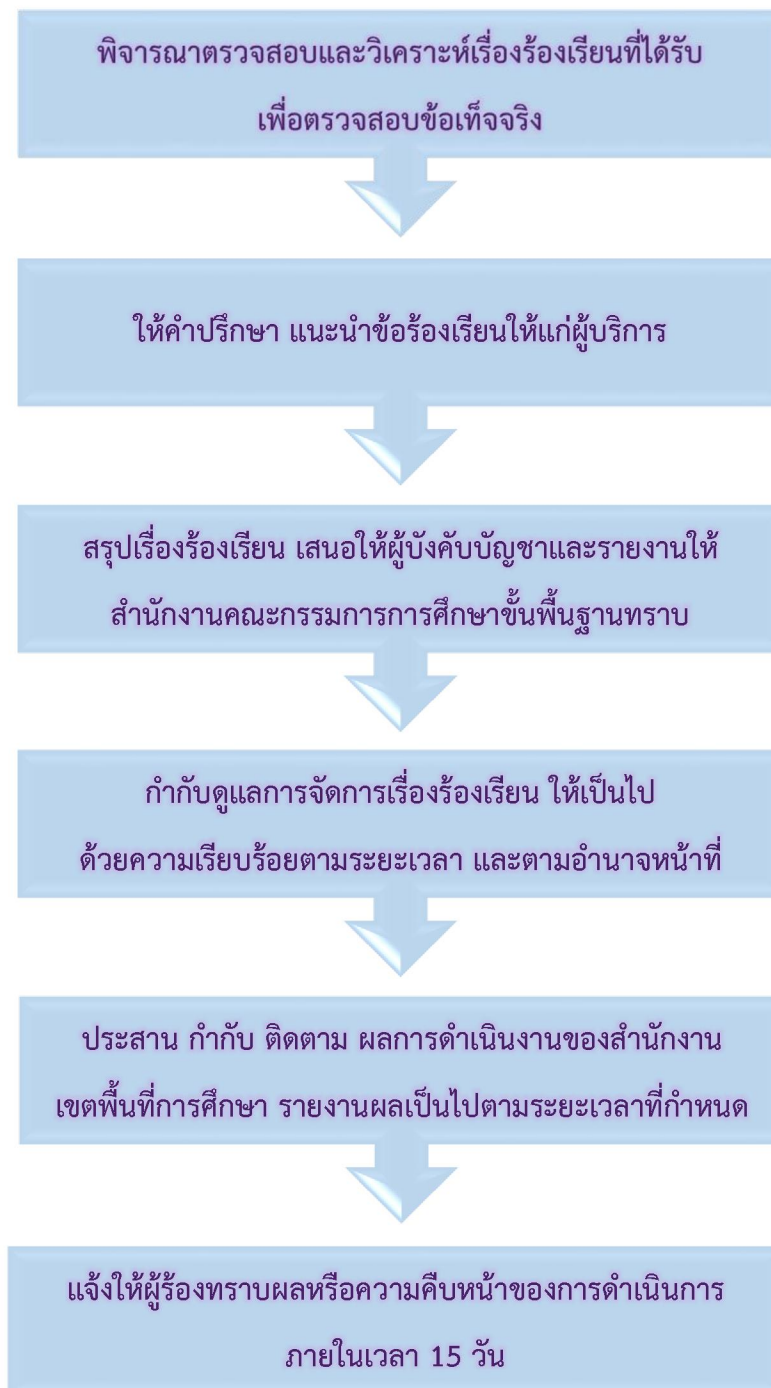 พิจารณาตรวจสอบและวิเคราะห์เรื่องร้องเรียนที่ได้รับ
เพื่อตรวจสอบข้อเท็จจริง
ให้คำปรึกษา แนะนำข้อร้องเรียนให้แก่ผู้บริการ
สรุปเรื่องร้องเรียน เสนอให้ผู้บังคับบัญชาและรายงานให้
สำนักงานคณะกรรมการการศึกษาขั้นพื้นฐานทราบ
กำกับดูแลการจัดการเรื่องร้องเรียน ให้เป็นไป
ด้วยความเรียบร้อยตามระยะเวลา และตามอำนาจหน้าที่
ประสาน กำกับ ติดตาม ผลการดำเนินงานของสำนักงาน
เขตพื้นที่การศึกษา รายงานผลเป็นไปตามระยะเวลาที่กำหนด
แจ้งให้ผู้ร้องทราบผลหรือความคืบหน้าของการดำเนินการ
ภายในเวลา 15 วัน